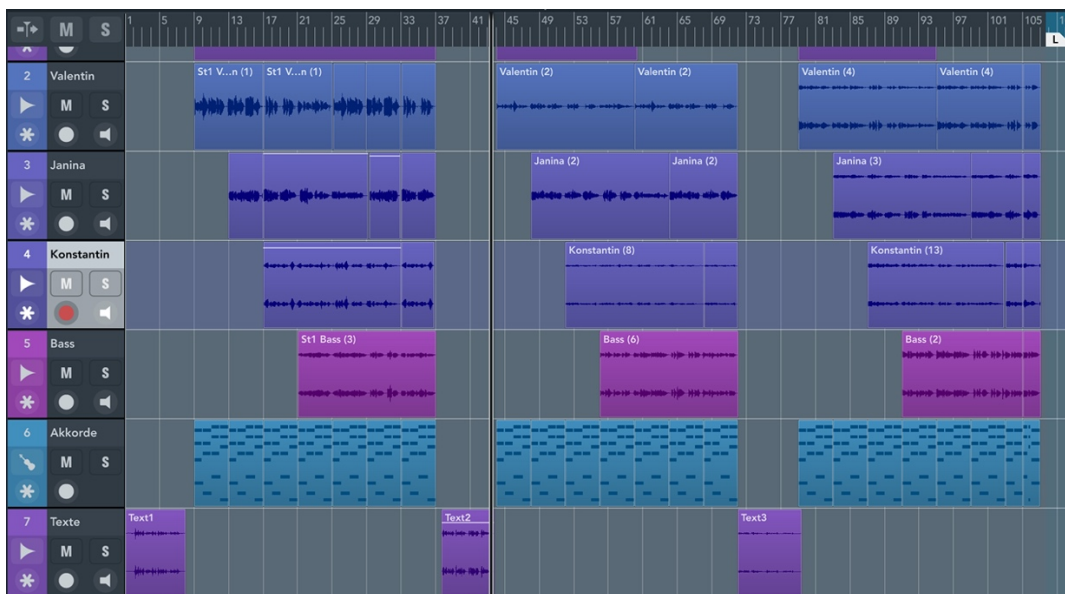 M S 1 5 9 13 17 21 25 29 33 37 41 45 49 53 57 61 65 69 73 77 81 85 89 93 97 101 105
L
2 Valentin St1 V...n (1) St1 V...n (1) Valentin (2) Valentin (2) Valentin (4) Valentin (4)
M S
3 Janina Janina (2) Janina (2) Janina (3)
M S
4 Konstantin Konstantin (8) Konstantin (13)
M S
5 Bass St1 Bass (3) Bass (6) Bass (2)
M S
6 Akkorde
M S
7 Texte Text1 Text2 Text3
M S